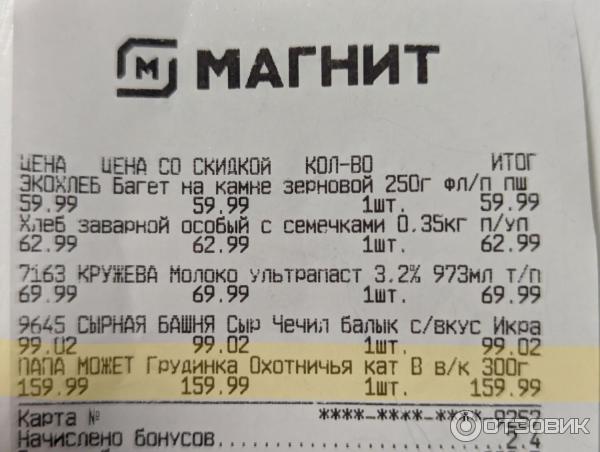 М МАГНИТ
ЦЕНА ЦЕНА СО СКИДКОЙ КОЛ-ВО ИТОГ
ЭКОХЛЕБ Багет на камне зерновой 250г фл/п пш
59.99 59.99 1шт. 59.99
Хлеб заварной особый с семечками 0.35кг п/уп
62.99 62.99 1шт. 62.99
7163 КРУЖЕВА Молоко ультрапаст 3.2% 973мл т/п
69.99 69.99 1шт. 69.99
9645 СЫРНАЯ БАШНЯ Сыр Чечил балык с/вкус Икра
99.02 99.02 1шт. 99.02
ПАПА МОЖЕТ Грудинка Охотничья кат В в/к 300г
159.99 159.99 1шт. 159.99
Карта № ****-****-****-9252
Начислено бонусов 2.4
ОТЗОВИК